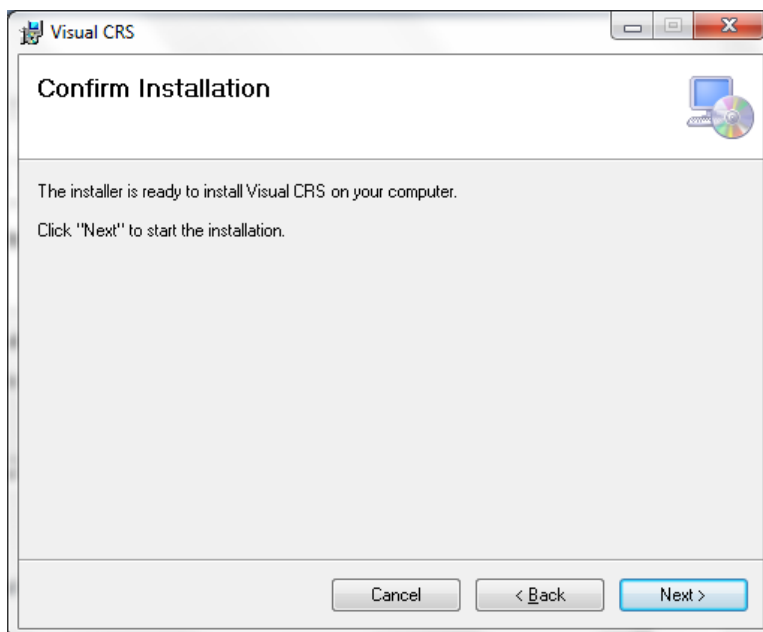 Visual CRS
Confirm Installation
The installer is ready to install Visual CRS on your computer.
Click "Next" to start the installation.
Cancel
< Back
Next >